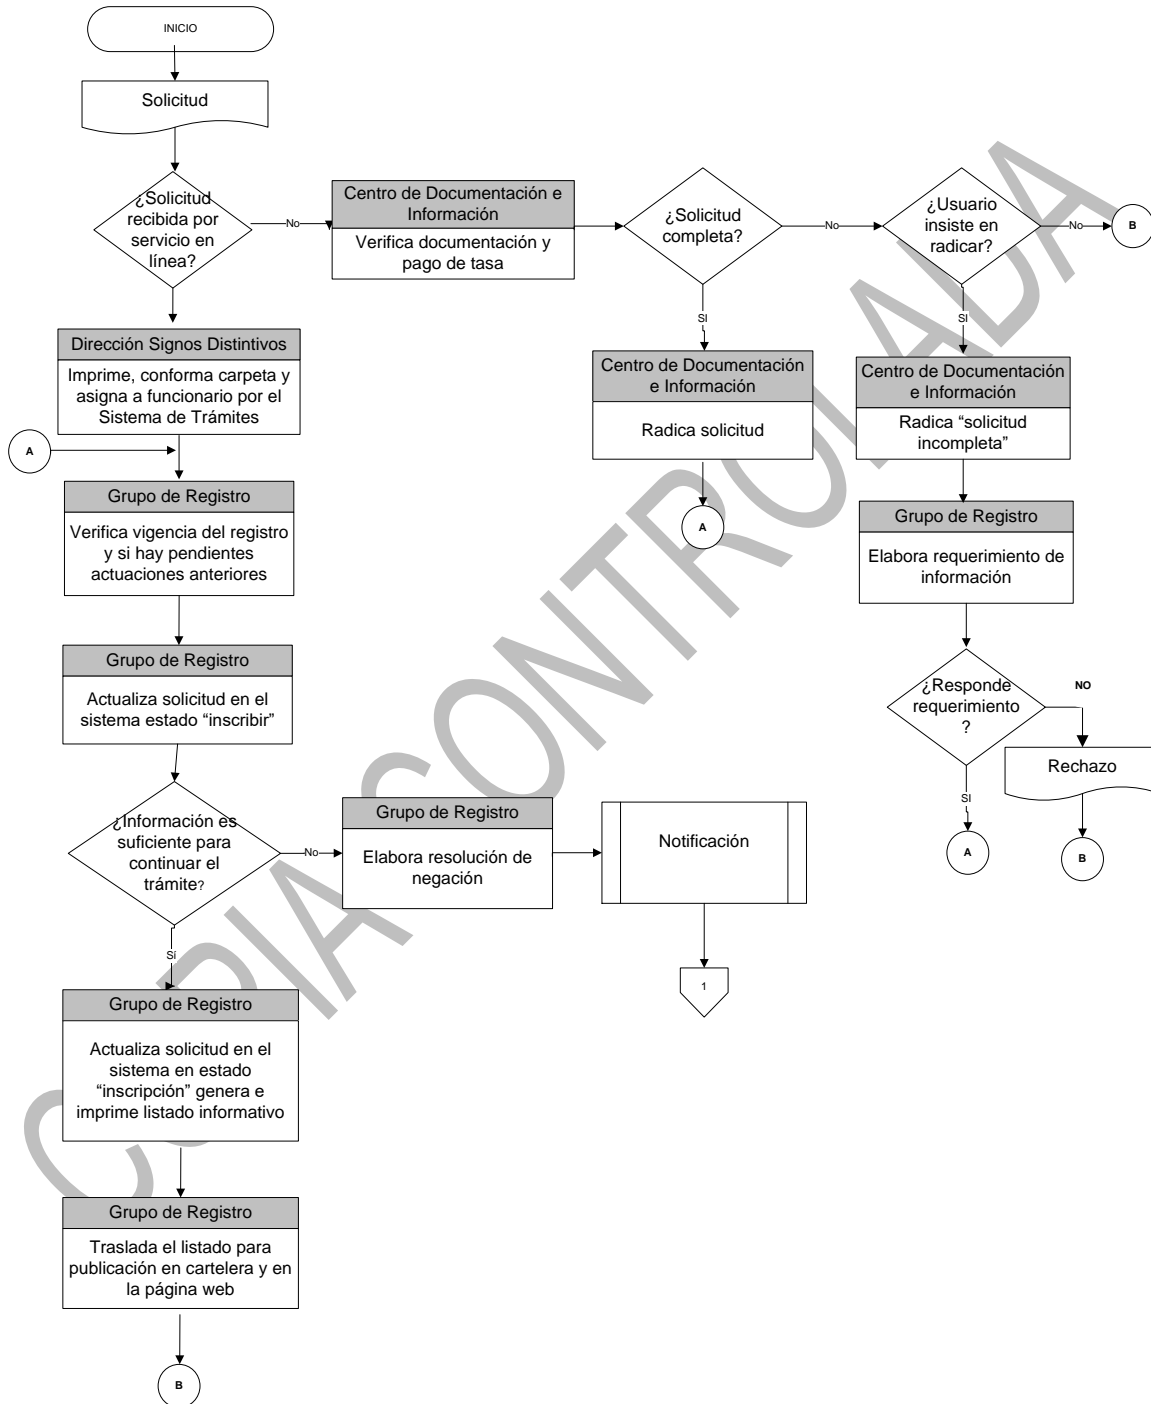 INICIO
Solicitud
¿Solicitud
recibida por
servicio en
línea?
No
Centro de Documentación e
Información
Verifica documentación y
pago de tasa
¿Solicitud
completa?
No
¿Usuario
insiste en
radicar?
No
B
SI
SI
Dirección Signos Distintivos
Imprime, conforma carpeta y
asigna a funcionario por el
Sistema de Trámites
Centro de Documentación
e Información
Radica solicitud
Centro de Documentación
e Información
Radica “solicitud
incompleta”
A
A
Grupo de Registro
Verifica vigencia del registro
y si hay pendientes
actuaciones anteriores
Grupo de Registro
Elabora requerimiento de
información
Grupo de Registro
Actualiza solicitud en el
sistema estado “inscribir”
¿Responde
requerimiento
?
NO
Rechazo
SI
A
B
¿Información es
suficiente para
continuar el
trámite?
No
Grupo de Registro
Elabora resolución de
negación
Notificación
1
Sí
Grupo de Registro
Actualiza solicitud en el
sistema en estado
“inscripción” genera e
imprime listado informativo
Grupo de Registro
Traslada el listado para
publicación en cartelera y en
la página web
B
COPIA CONTROLADA